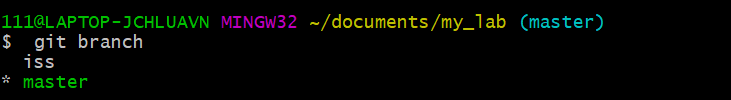 111@LAPTOP-JCHLUAVN MINGW32 ~/documents/my_lab (master)
$  git branch
  iss
* master